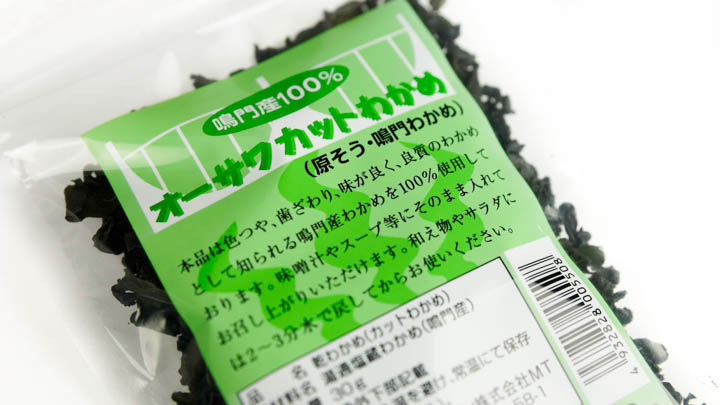 鳴門産100%
オーサワカットわかめ
(原そう・鳴門わかめ)
本品は色つや、歯ざわり、味が良く、良質のわかめ
として知られる鳴門産わかめを100%使用して
おります。味噌汁やスープ等にそのまま入れて
お召し上がりいただけます。和え物やサラダに
は2〜3分水で戻してからお使いください。
乾わかめ(カットわかめ)
湯通塩蔵わかめ(鳴門産)
30g
下部記載
を避け、常温にて保存
株式会社MT
58-1
4932828005508